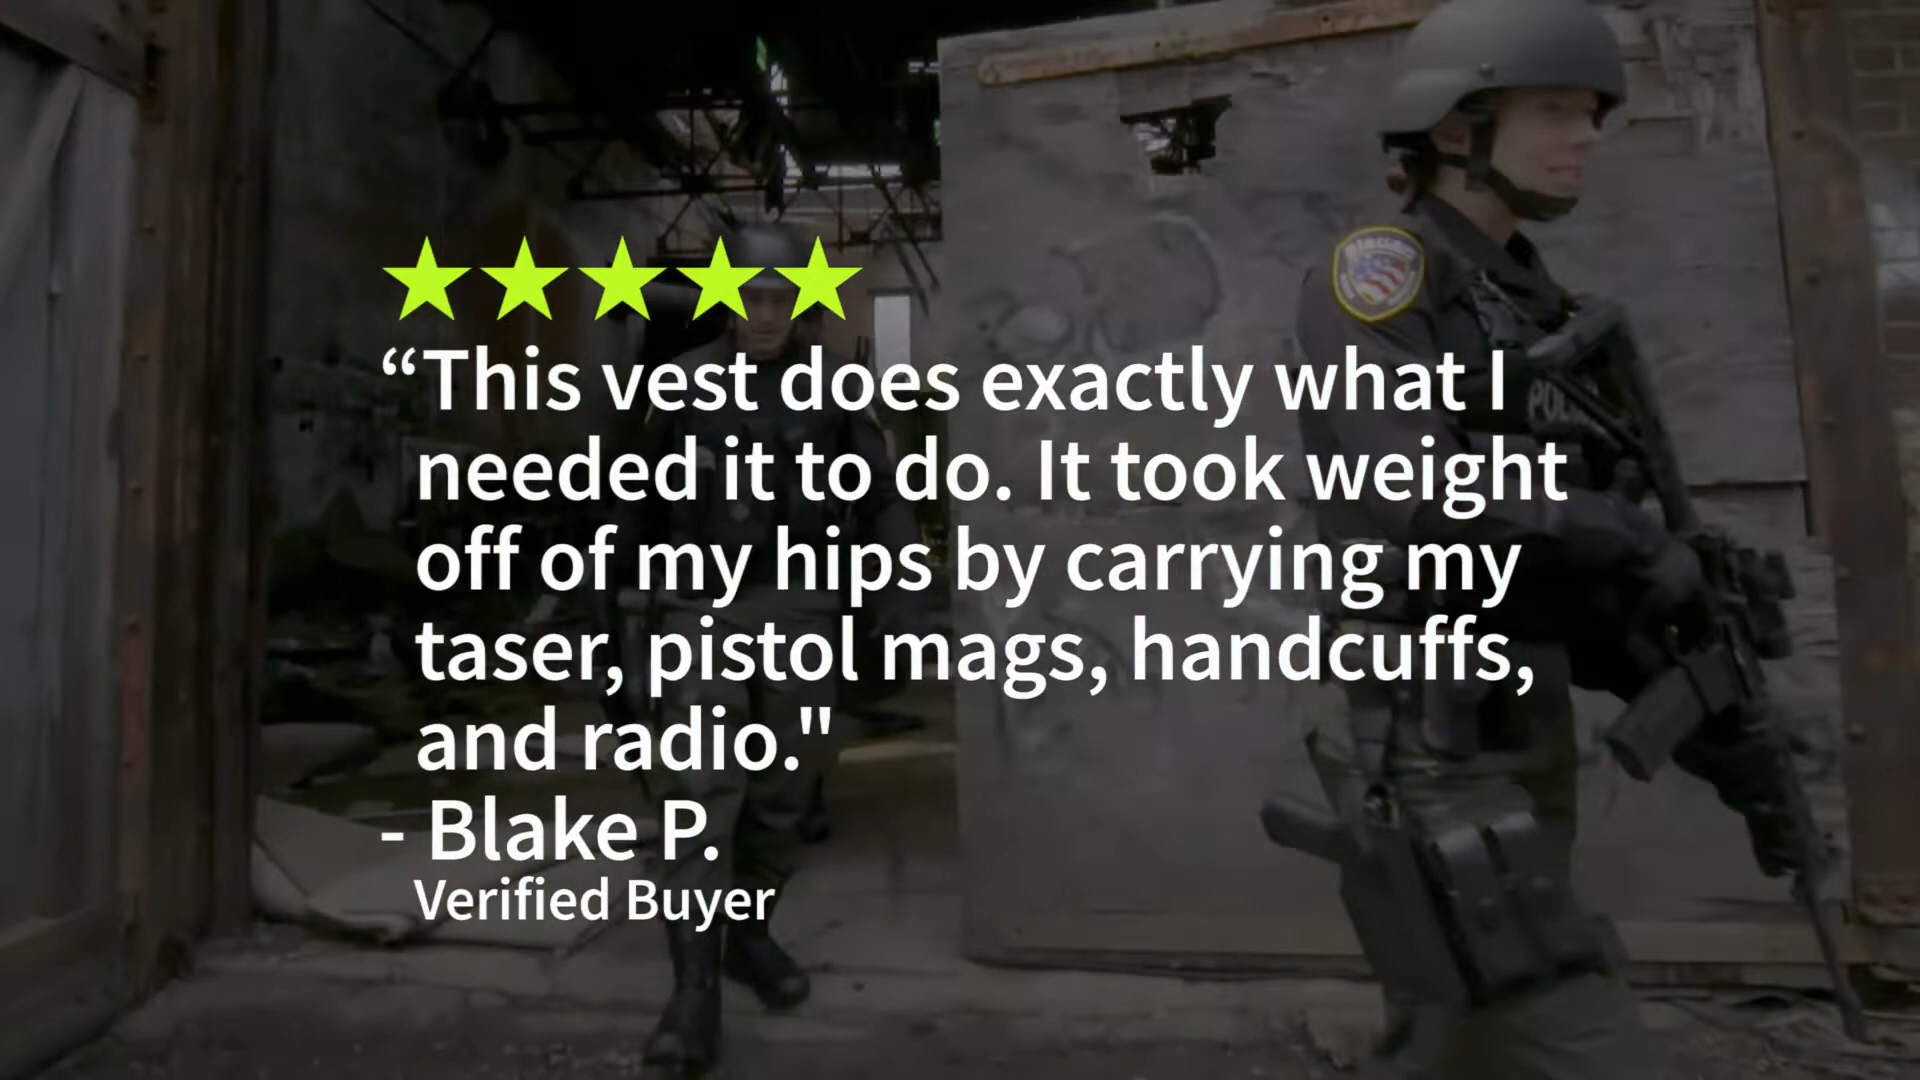 “This vest does exactly what I
needed it to do. It took weight
off of my hips by carrying my
taser, pistol mags, handcuffs,
and radio."
- Blake P.
Verified Buyer